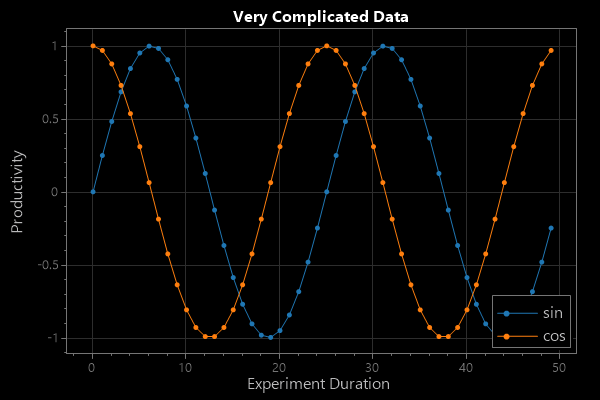 Very Complicated Data
Productivity
1
0.5
0
-0.5
-1
0
10
20
30
40
50
Experiment Duration
sin
cos